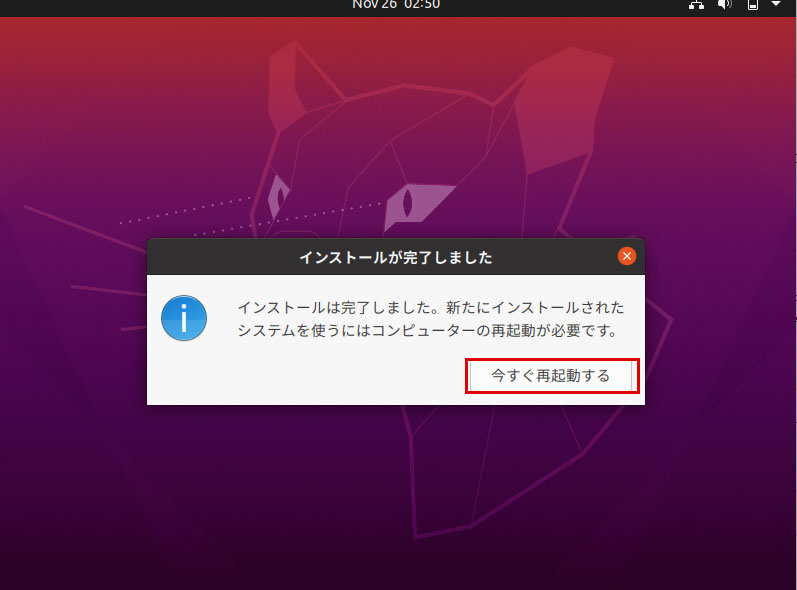 Nov 26 02:50
インストールが完了しました
インストールは完了しました。新たにインストールされた
システムを使うにはコンピューターの再起動が必要です。
今すぐ再起動する